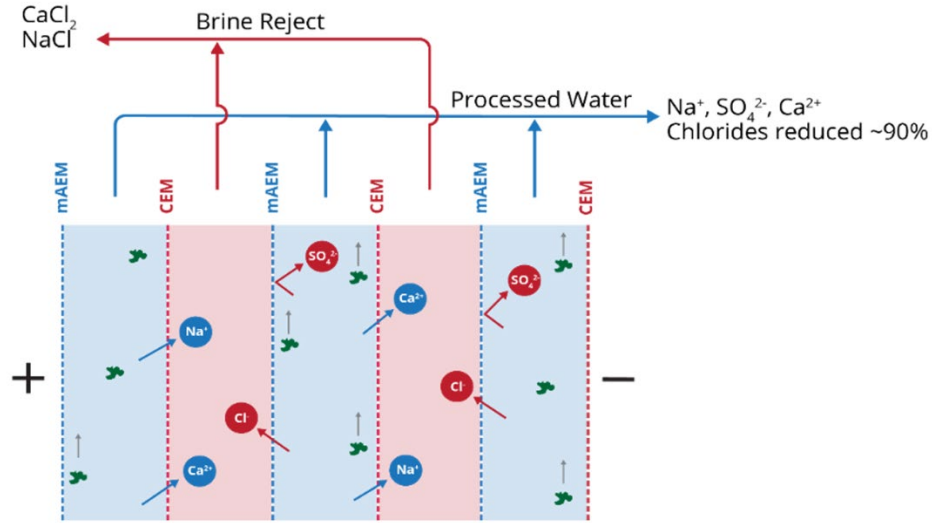 CaCl₂
NaCl
Brine Reject
Processed Water
Na⁺, SO₄²⁻, Ca²⁺
Chlorides reduced ~90%
mAEM
CEM
mAEM
CEM
mAEM
CEM
SO₄²⁻
SO₄²⁻
Ca²⁺
Na⁺
+
Cl⁻
−
Cl⁻
Ca²⁺
Na⁺